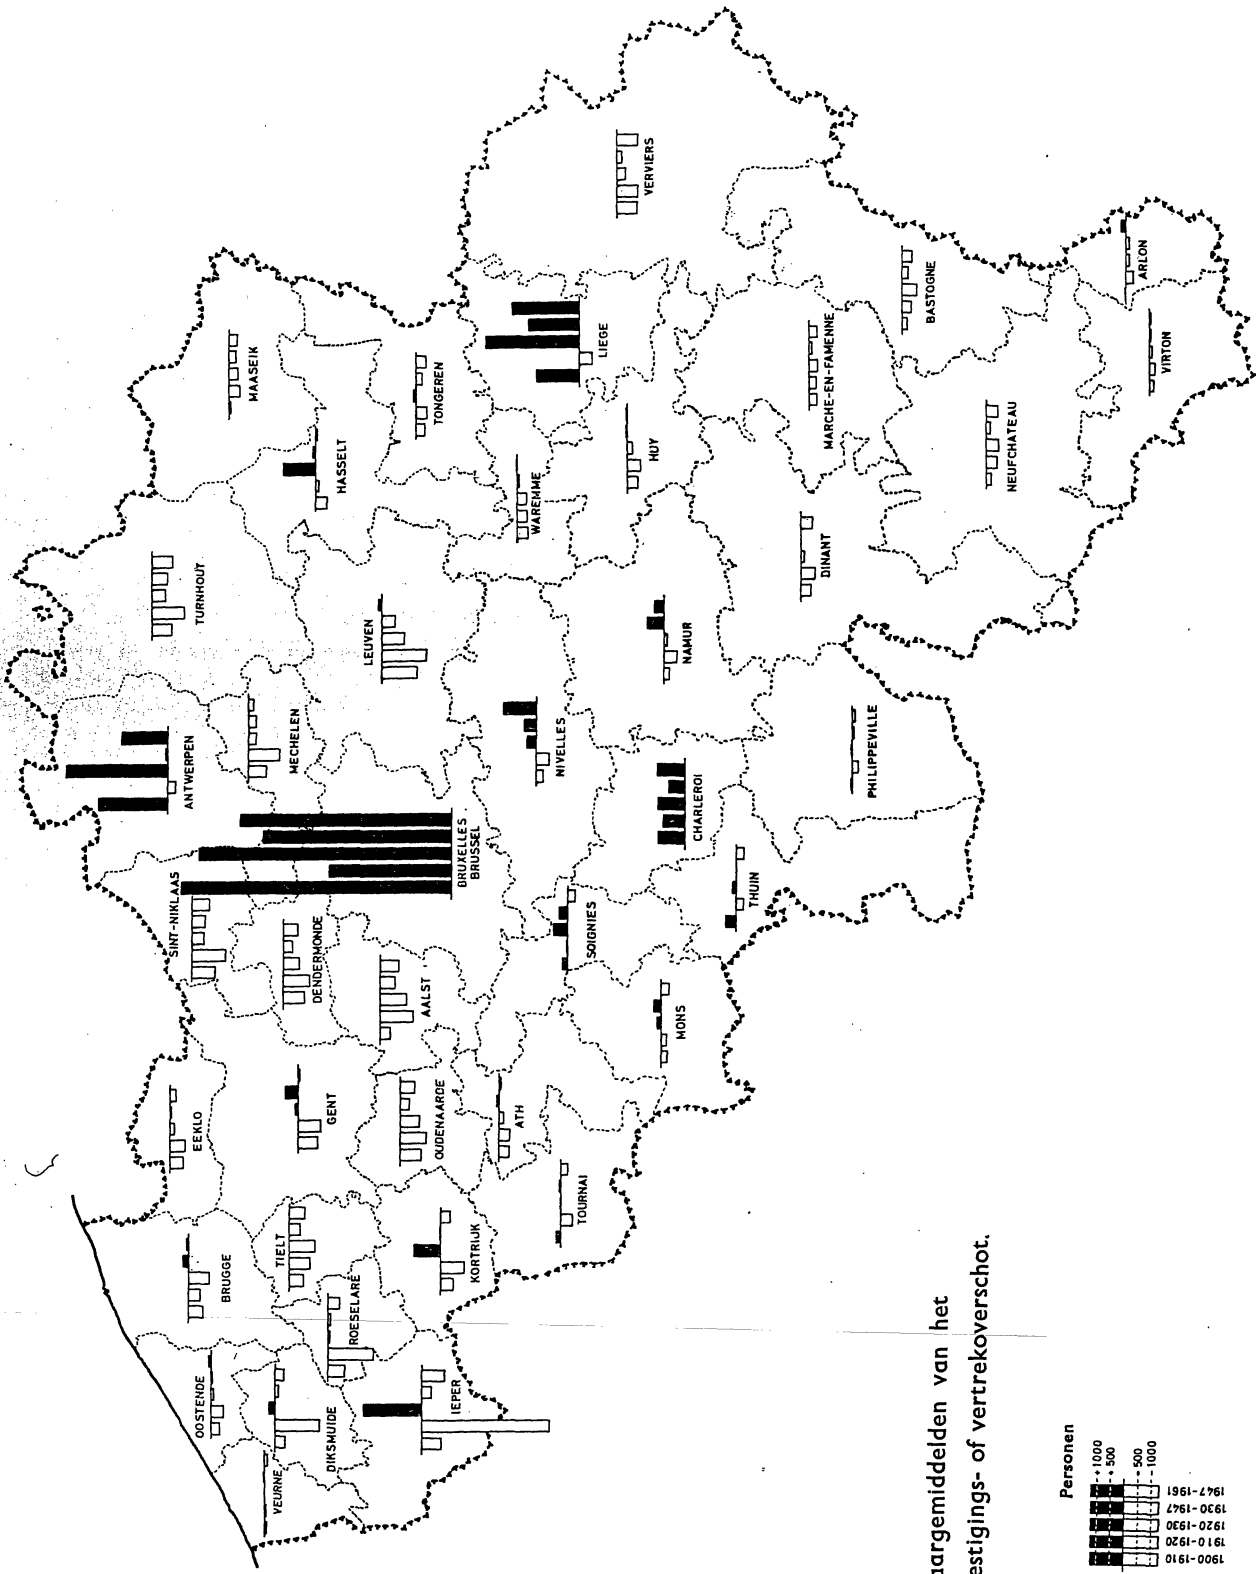 OOSTENDE
VEURNE
DIKSMUIDE
IEPER
BRUGGE
TIELT
ROESELARE
KORTRIJK
EEKLO
GENT
OUDENAARDE
ATH
TOURNAI
SINT-NIKLAAS
DENDERMONDE
AALST
ANTWERPEN
MECHELEN
TURNHOUT
BRUXELLES
BRUSSEL
LEUVEN
NIVELLES
SOIGNIES
MONS
CHARLEROI
THUIN
NAMUR
PHILIPPEVILLE
DINANT
HASSELT
MAASEIK
TONGEREN
WAREMME
LIEGE
HUY
VERVIERS
MARCHE-EN-FAMENNE
BASTOGNE
NEUFCHATEAU
ARLON
VIRTON
aargemiddelden van het
estigings- of vertrekoverschot.
Personen
+1000
+500
-500
-1000
1900-1910
1910-1920
1920-1930
1930-1947
1947-1961